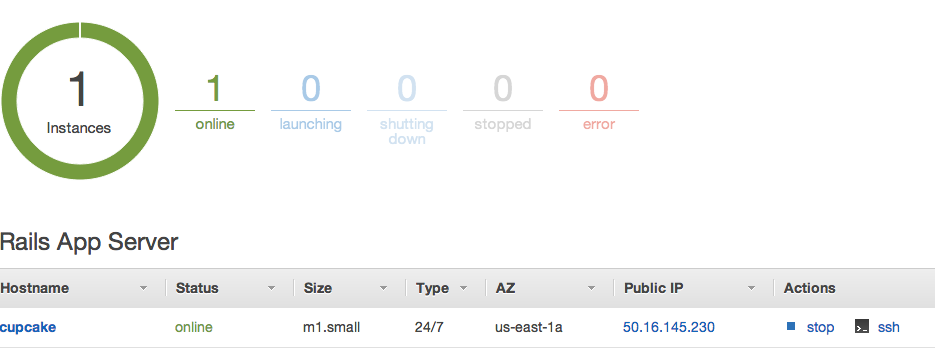 1
Instances
1 0 0 0 0
online launching shutting down stopped error
Rails App Server
Hostname Status Size Type AZ Public IP Actions
cupcake online m1.small 24/7 us-east-1a 50.16.145.230 stop ssh